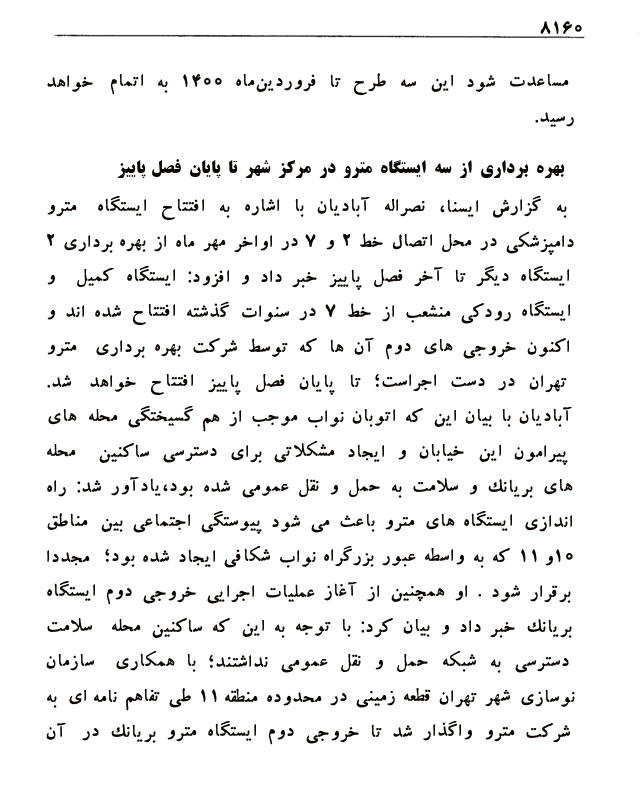 ۸۱۶۰
مساعدت شود این سه طرح تا فروردین‌ماه ۱۴۰۰ به اتمام خواهد
رسید.
بهره برداری از سه ایستگاه مترو در مرکز شهر تا پایان فصل پاییز
به گزارش ایسنا، نصراله آبادیان با اشاره به افتتاح ایستگاه مترو
دامپزشکی در محل اتصال خط ۲ و ۷ در اواخر مهر ماه از بهره برداری ۲
ایستگاه دیگر تا آخر فصل پاییز خبر داد و افزود: ایستگاه کمیل و
ایستگاه رودکی منشعب از خط ۷ در سنوات گذشته افتتاح شده اند و
اکنون خروجی های دوم آن ها که توسط شرکت بهره برداری مترو
تهران در دست اجراست؛ تا پایان فصل پاییز افتتاح خواهد شد.
آبادیان با بیان این که اتوبان نواب موجب از هم گسیختگی محله های
پیرامون این خیابان و ایجاد مشکلاتی برای دسترسی ساکنین محله
های بریانك و سلامت به حمل و نقل عمومی شده بود،یادآور شد: راه
اندازی ایستگاه های مترو باعث می شود پیوستگی اجتماعی بین مناطق
۱۰و ۱۱ که به واسطه عبور بزرگراه نواب شکافی ایجاد شده بود؛ مجددا
برقرار شود . او همچنین از آغاز عملیات اجرایی خروجی دوم ایستگاه
بریانك خبر داد و بیان کرد: با توجه به این که ساکنین محله سلامت
دسترسی به شبکه حمل و نقل عمومی نداشتند؛ با همکاری سازمان
نوسازی شهر تهران قطعه زمینی در محدوده منطقه ۱۱ طی تفاهم نامه ای به
شرکت مترو واگذار شد تا خروجی دوم ایستگاه مترو بریانك در آن